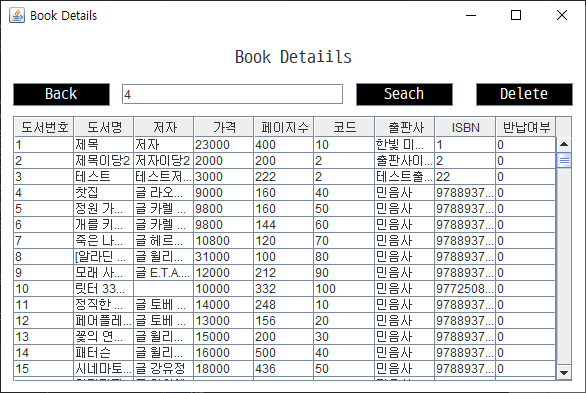 Book Details
Book Detaiils
Back 4 Seach Delete
도서번호 도서명 저자 가격 페이지수 코드 출판사 ISBN 반납여부
1 제목 저자 23000 400 10 한빛 미... 1 0
2 제목이당2 저자이당2 2000 200 2 출판사이... 2 0
3 테스트 테스트저... 3000 222 2 테스트출... 22 0
4 찻집 글 라오... 9000 160 40 민음사 9788937... 0
5 정원 가... 글 카렐 ... 9800 160 50 민음사 9788937... 0
6 개를 키... 글 카렐 ... 9800 144 60 민음사 9788937... 0
7 죽은 나... 글 헤르... 10800 120 70 민음사 9788937... 0
8 [알라딘 ... 글 윌리... 31000 100 80 민음사 9788937... 0
9 모래 사... 글 E.T.A.... 12000 212 90 민음사 9788937... 0
10 릿터 33... 10000 332 100 민음사 9772508... 0
11 정직한 ... 글 토베 ... 14000 248 10 민음사 9788937... 0
12 페어플레... 글 토베 ... 13000 156 20 민음사 9788937... 0
13 꽃의 연... 글 윌리... 15000 200 30 민음사 9788937... 0
14 패터슨 글 윌리... 16000 500 40 민음사 9788937... 0
15 시네마토... 글 강유정 18000 436 50 민음사 9788937... 0